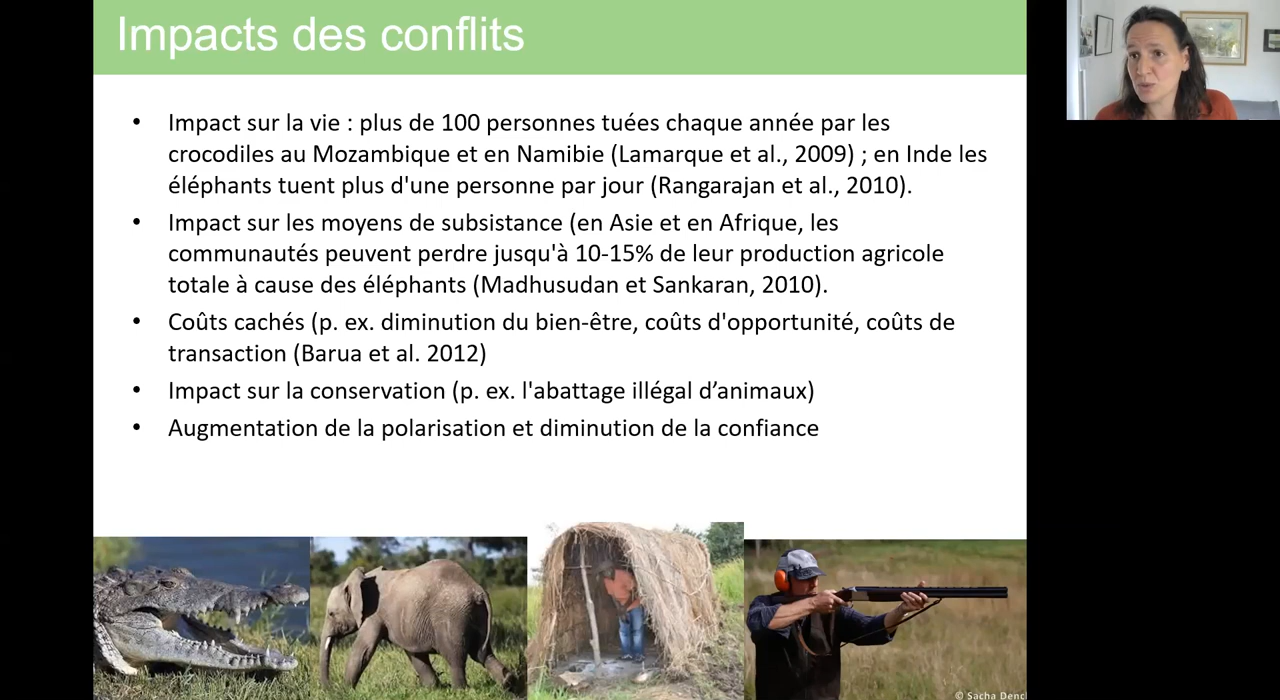 Impacts des conflits
• Impact sur la vie : plus de 100 personnes tuées chaque année par les
crocodiles au Mozambique et en Namibie (Lamarque et al., 2009) ; en Inde les
éléphants tuent plus d'une personne par jour (Rangarajan et al., 2010).
• Impact sur les moyens de subsistance (en Asie et en Afrique, les
communautés peuvent perdre jusqu'à 10-15% de leur production agricole
totale à cause des éléphants (Madhusudan et Sankaran, 2010).
• Coûts cachés (p. ex. diminution du bien-être, coûts d'opportunité, coûts de
transaction (Barua et al. 2012)
• Impact sur la conservation (p. ex. l'abattage illégal d’animaux)
• Augmentation de la polarisation et diminution de la confiance
© Sacha Dencl